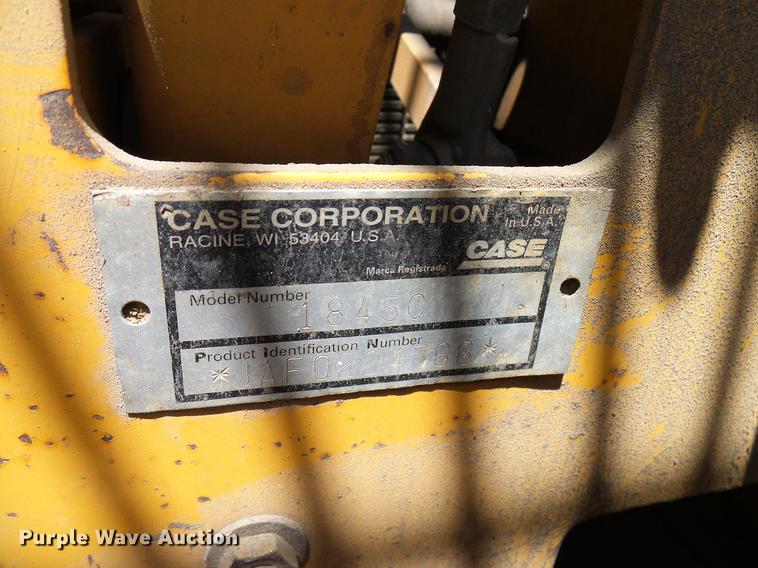 CASE CORPORATION
RACINE, WI 53404 U.S.A.
Made
In U.S.A.
CASE
Marca Registrada
Model Number
1845C
Product Identification Number
Purple Wave Auction